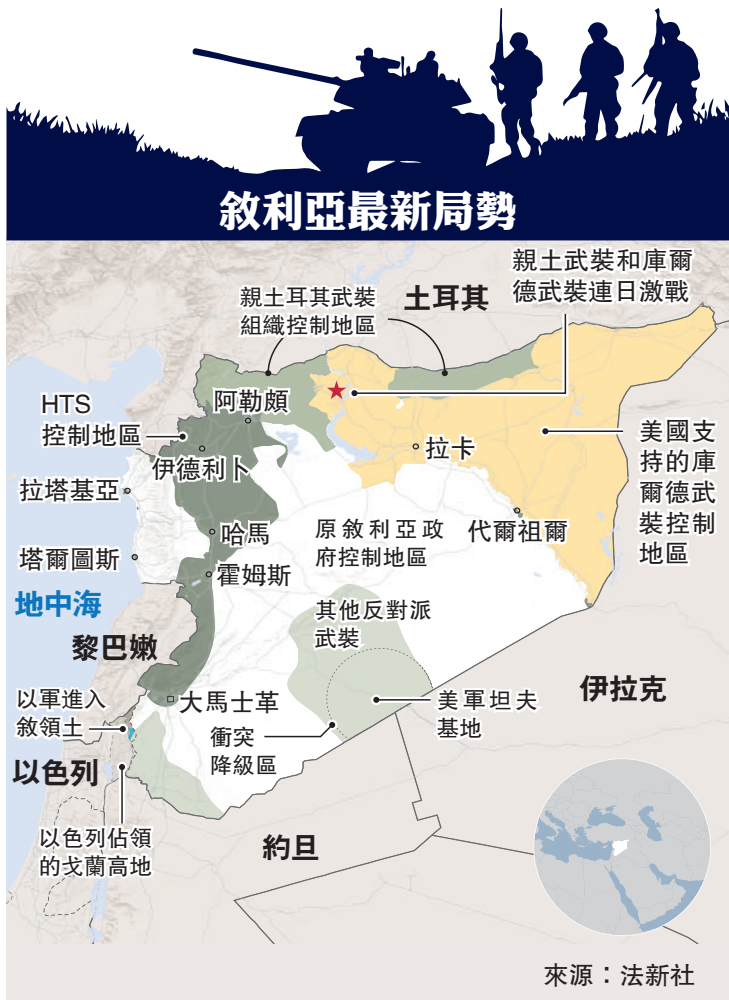 敘利亞最新局勢
親土武裝和庫爾
德武裝連日激戰
親土耳其武裝
組織控制地區
土耳其
HTS
控制地區
阿勒頗
伊德利卜
拉卡
美國支
持的庫
爾德武
裝控制
地區
拉塔基亞
哈馬
原敘利亞政
府控制地區
代爾祖爾
塔爾圖斯
霍姆斯
地中海
其他反對派
武裝
黎巴嫩
以軍進入
敘領土
大馬士革
美軍坦夫
基地
伊拉克
衝突
降級區
以色列
以色列佔領
的戈蘭高地
約旦
來源：法新社